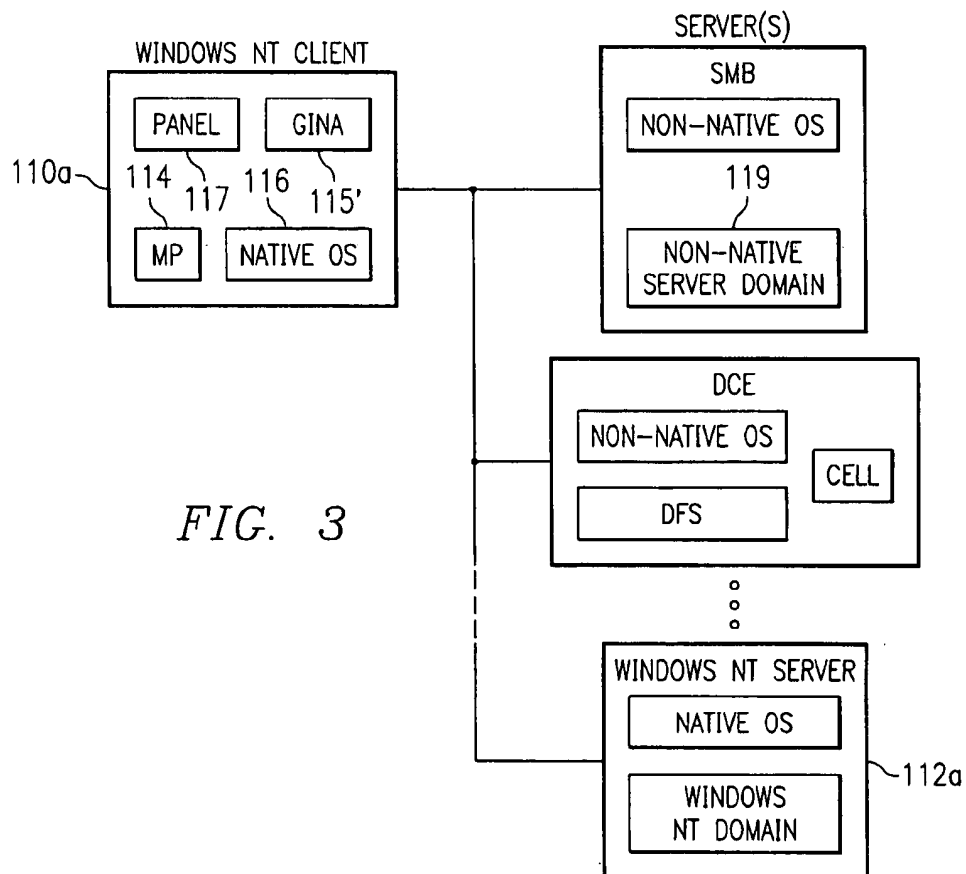 SERVER(S)
WINDOWS NT CLIENT
SMB
PANEL
GINA
NON-NATIVE OS
110a
114
117
116
115'
119
MP
NATIVE OS
NON-NATIVE
SERVER DOMAIN
DCE
NON-NATIVE OS
CELL
DFS
FIG. 3
WINDOWS NT SERVER
NATIVE OS
112a
WINDOWS
NT DOMAIN